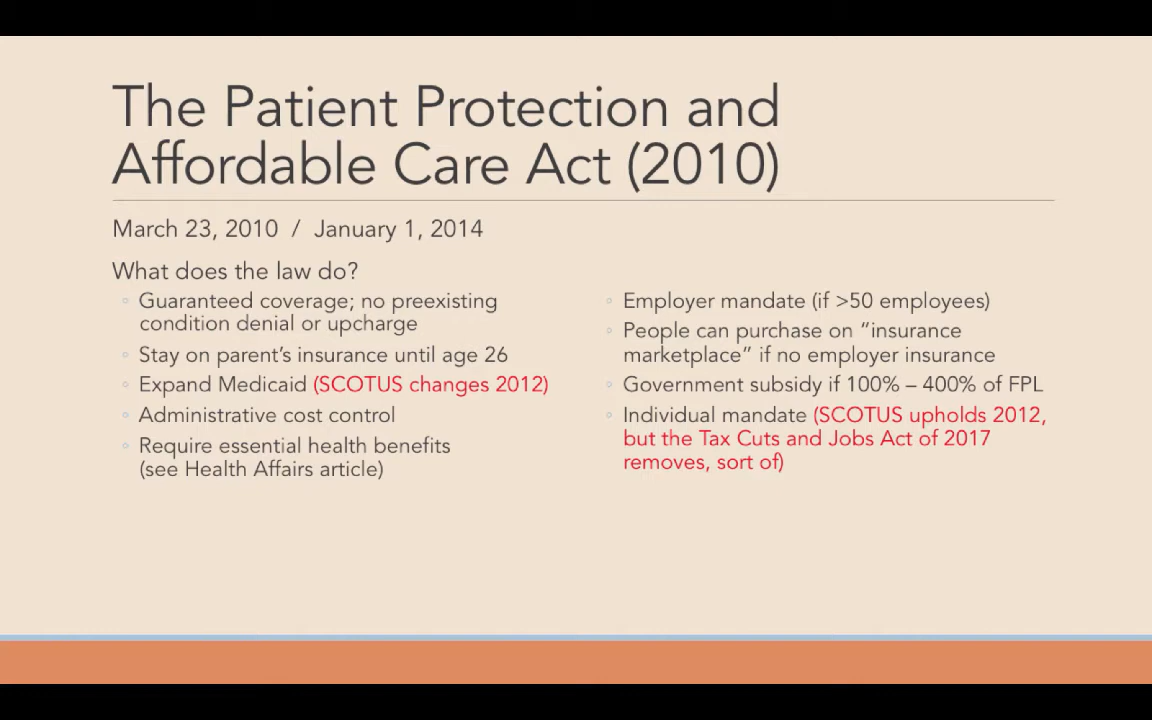 The Patient Protection and
Affordable Care Act (2010)
March 23, 2010 / January 1, 2014
What does the law do?
◦ Guaranteed coverage; no preexisting
condition denial or upcharge
◦ Stay on parent's insurance until age 26
◦ Expand Medicaid (SCOTUS changes 2012)
◦ Administrative cost control
◦ Require essential health benefits
(see Health Affairs article)
◦ Employer mandate (if >50 employees)
◦ People can purchase on “insurance
marketplace” if no employer insurance
◦ Government subsidy if 100% – 400% of FPL
◦ Individual mandate (SCOTUS upholds 2012,
but the Tax Cuts and Jobs Act of 2017
removes, sort of)